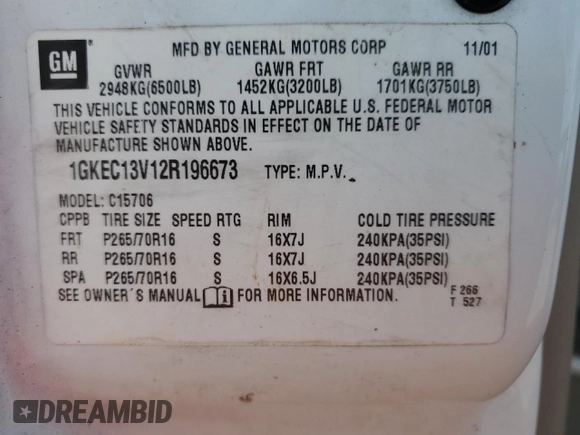 GM
MFD BY GENERAL MOTORS CORP 11/01
GVWR GAWR FRT GAWR RR
2948KG(6500LB) 1452KG(3200LB) 1701KG(3750LB)
THIS VEHICLE CONFORMS TO ALL APPLICABLE U.S. FEDERAL MOTOR
VEHICLE SAFETY STANDARDS IN EFFECT ON THE DATE OF
MANUFACTURE SHOWN ABOVE.
1GKEC13V12R196673 TYPE: M.P.V.
MODEL: C15706
CPPB TIRE SIZE SPEED RTG RIM COLD TIRE PRESSURE
FRT P265/70R16 S 16X7J 240KPA(35PSI)
RR P265/70R16 S 16X7J 240KPA(35PSI)
SPA P265/70R16 S 16X6.5J 240KPA(35PSI)
SEE OWNER'S MANUAL i FOR MORE INFORMATION.
F 266
T 527
DREAMBID